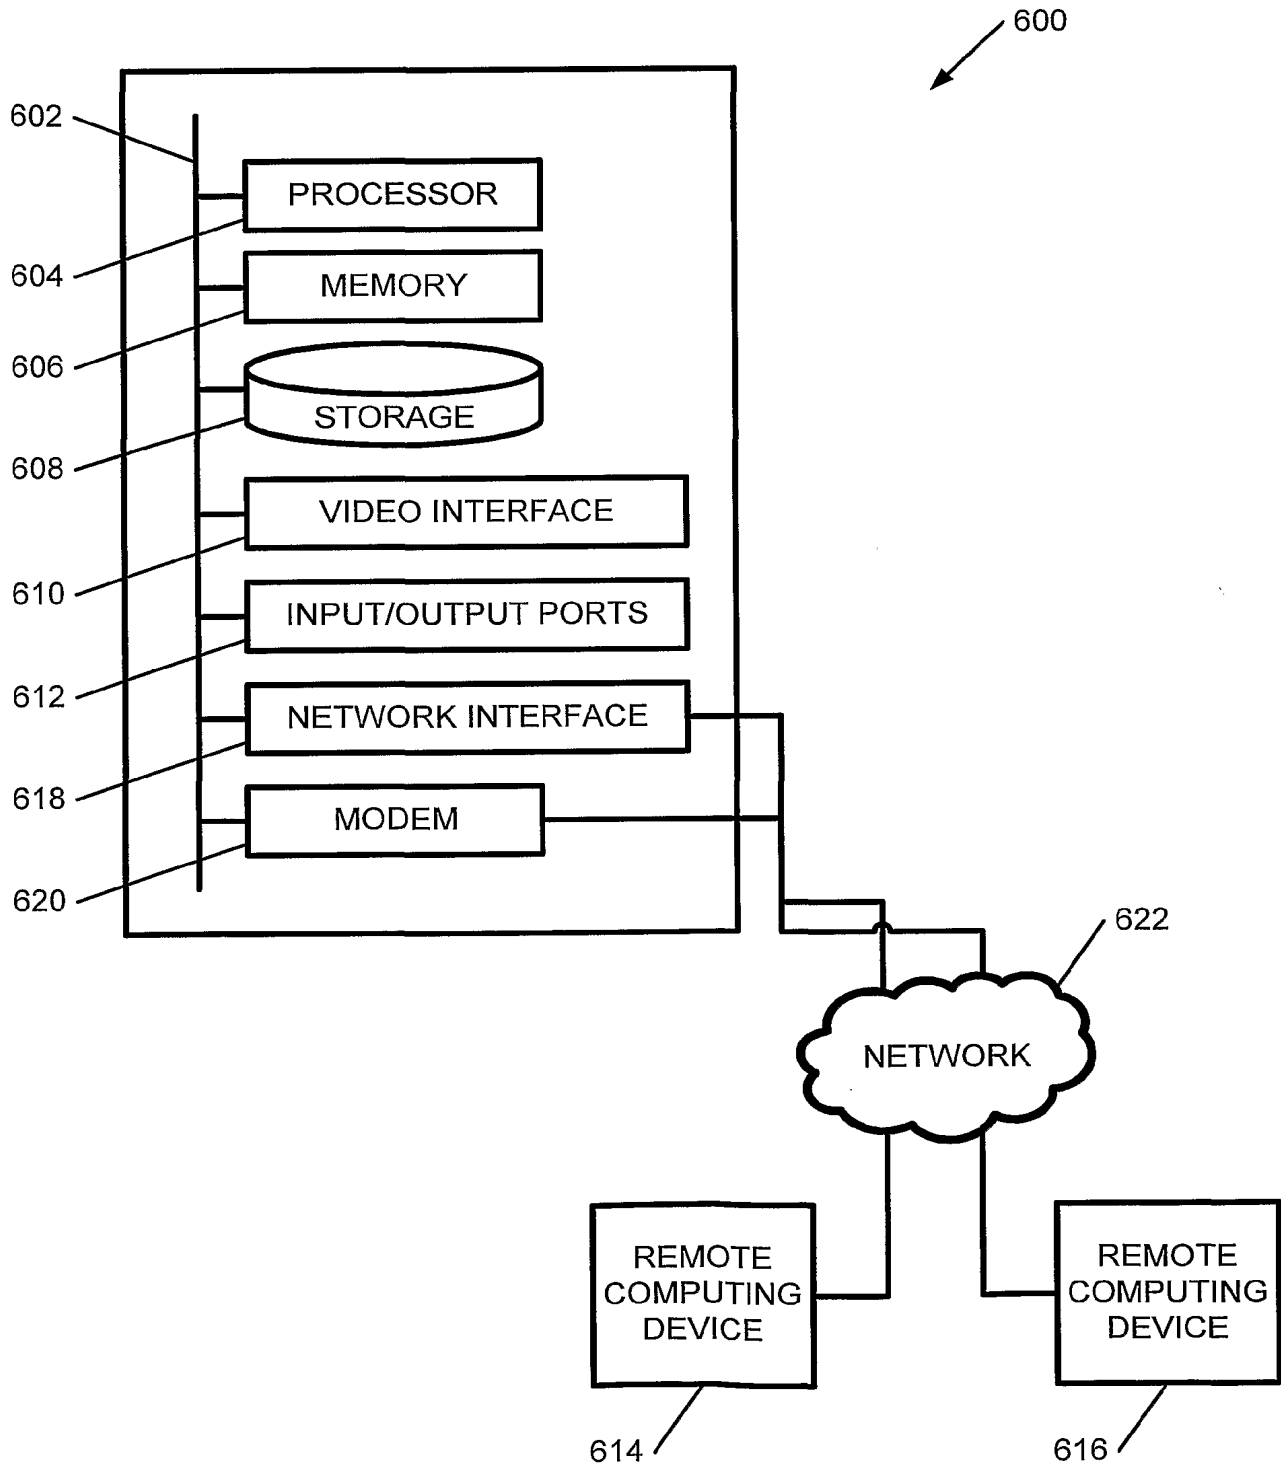 600
602
PROCESSOR
604
MEMORY
606
STORAGE
608
VIDEO INTERFACE
610
INPUT/OUTPUT PORTS
612
NETWORK INTERFACE
618
MODEM
620
622
NETWORK
REMOTE
COMPUTING
DEVICE
614
REMOTE
COMPUTING
DEVICE
616